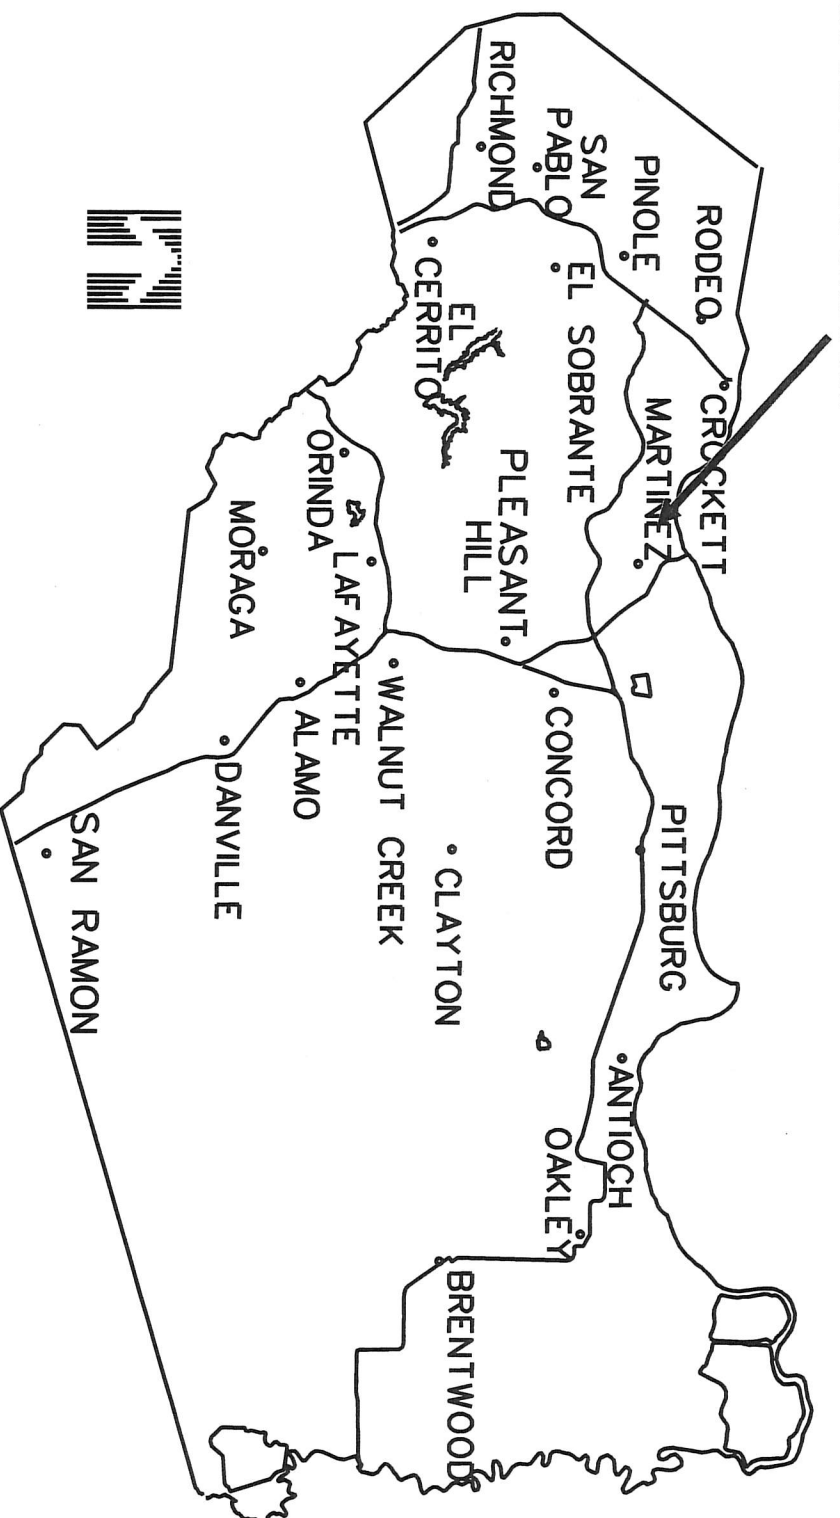 RODEO
CROCKETT
PINOLE
MARTINEZ
PITTSBURG
SAN
PABLO
ANTIOCH
EL SOBRANTE
CONCORD
OAKLEY
RICHMOND
PLEASANT
HILL
CLAYTON
BRENTWOOD
EL
CERRITO
WALNUT CREEK
LAFAYETTE
ORINDA
ALAMO
MORAGA
DANVILLE
SAN RAMON